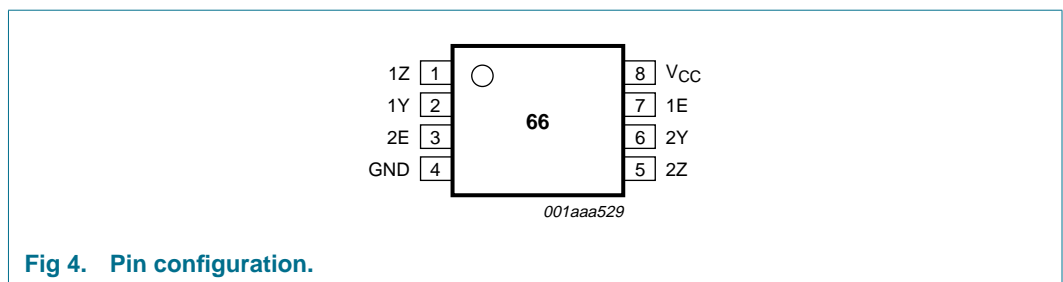 1Z 1 8 VCC
1Y 2 7 1E
66
2E 3 6 2Y
GND 4 5 2Z
001aaa529
Fig 4. Pin configuration.